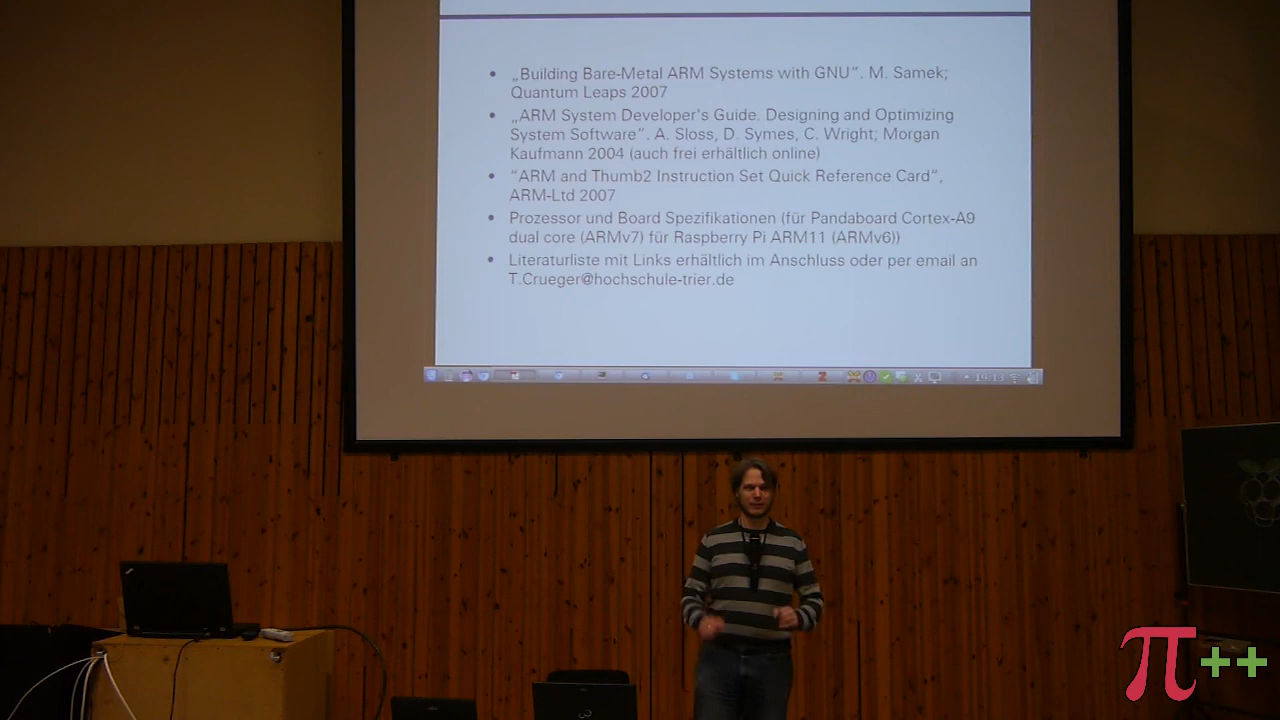 • „Building Bare-Metal ARM Systems with GNU”. M. Samek;
Quantum Leaps 2007
• „ARM System Developer's Guide. Designing and Optimizing
System Software”. A. Sloss, D. Symes, C. Wright; Morgan
Kaufmann 2004 (auch frei erhältlich online)
• “ARM and Thumb2 Instruction Set Quick Reference Card“,
ARM-Ltd 2007
• Prozessor und Board Spezifikationen (für Pandaboard Cortex-A9
dual core (ARMv7) für Raspberry Pi ARM11 (ARMv6))
• Literaturliste mit Links erhältlich im Anschluss oder per email an
T.Crueger@hochschule-trier.de
14:13
π++